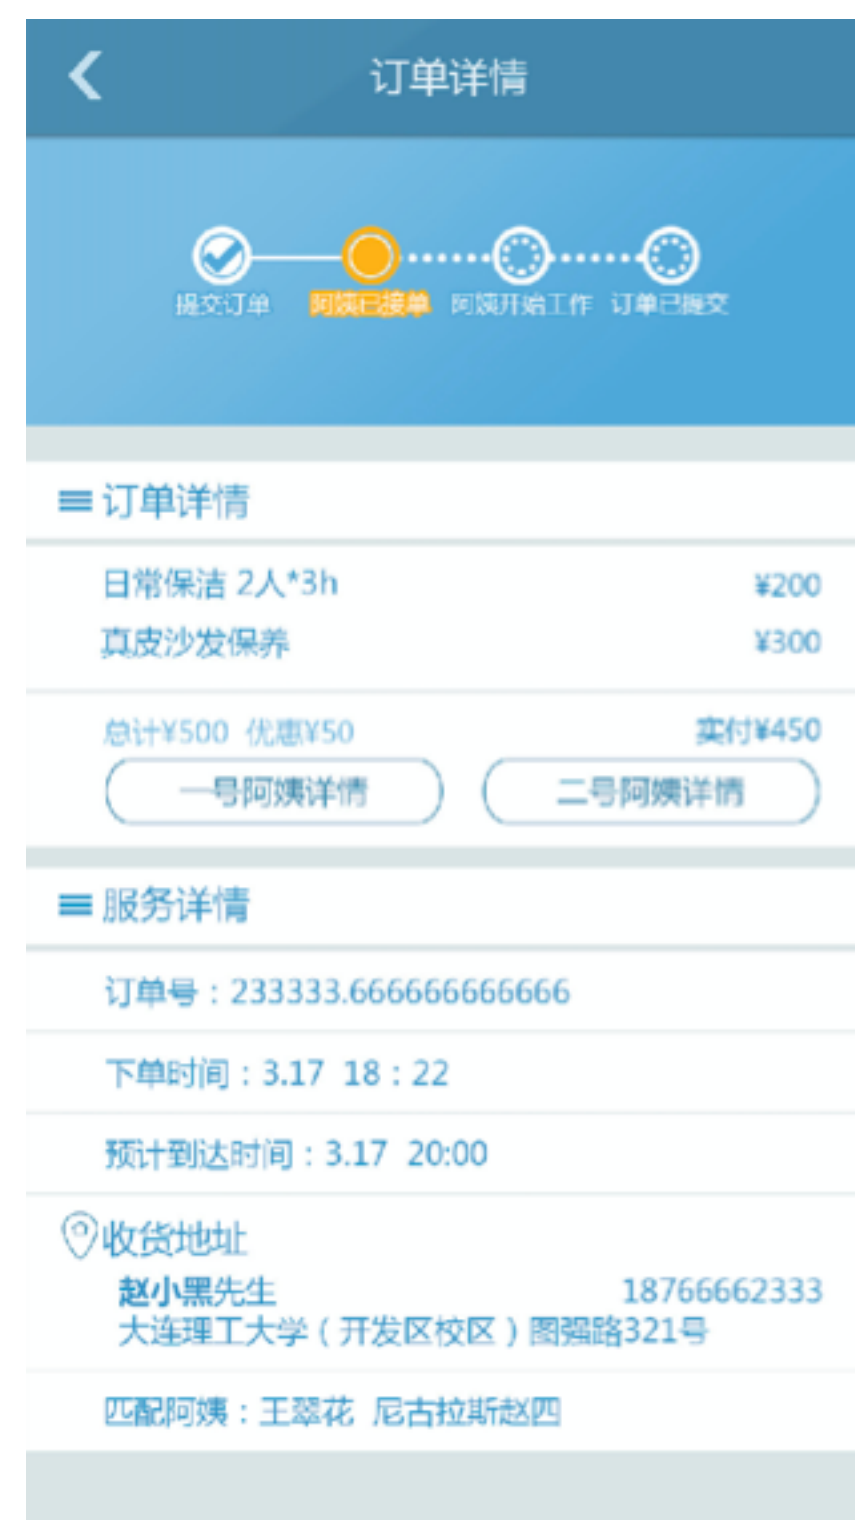 订单详情
提交订单 阿姨已接单 阿姨开始工作 订单已提交
订单详情
日常保洁 2人*3h ¥200
真皮沙发保养 ¥300
总计¥500 优惠¥50 实付¥450
一号阿姨详情 二号阿姨详情
服务详情
订单号：233333.666666666666
下单时间：3.17 18：22
预计到达时间：3.17 20:00
收货地址
赵小黑先生 18766662333
大连理工大学（开发区校区）图强路321号
匹配阿姨：王翠花 尼古拉斯赵四